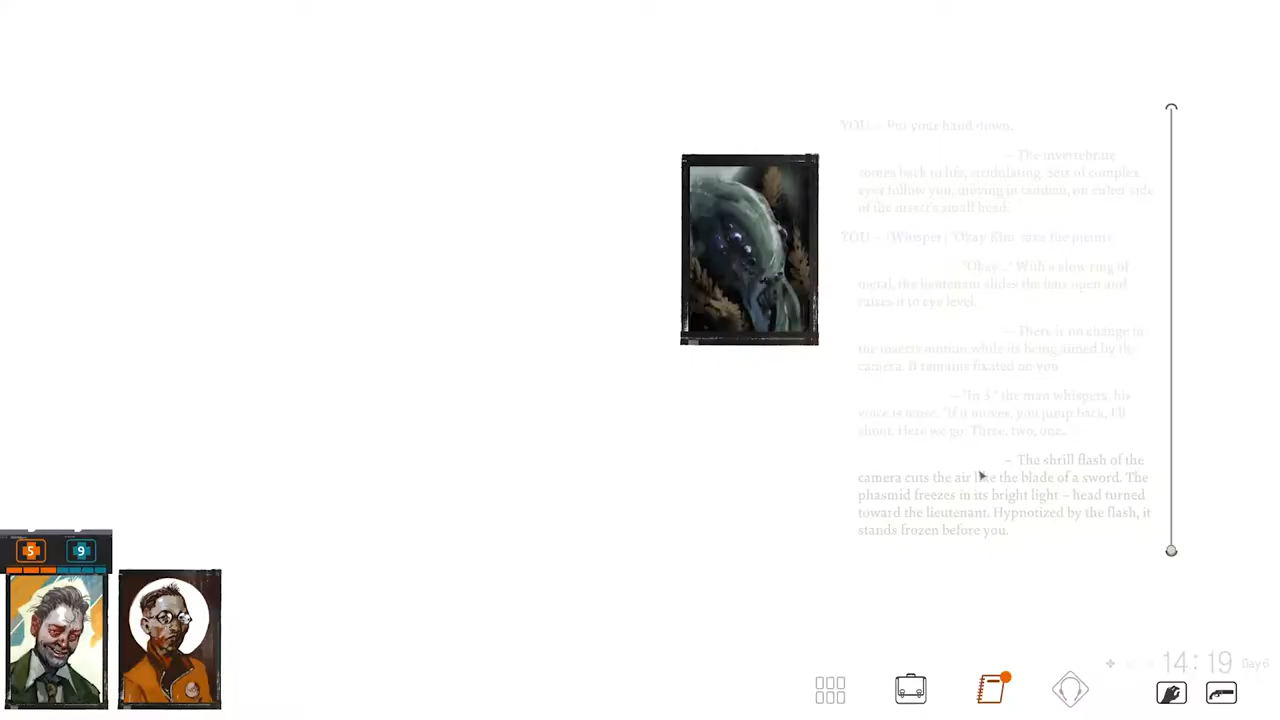 YOU – Put your hand down.
– The invertebrate
comes back to life, undulating. Sets of complex
eyes follow you, moving in tandem, on either side
of the insect's small head.
YOU – (Whisper) "Okay Kim, take the picture."
"Okay..." With a slow ring of
metal, the lieutenant slides the lens open and
raises it to eye level.
– There is no change in
the insects motion while its being aimed by the
camera. It remains fixated on you.
– "In 3," the man whispers, his
voice is tense. "If it moves, you jump back, I'll
shoot. Here we go: Three, two, one...
– The shrill flash of the
camera cuts the air like the blade of a sword. The
phasmid freezes in its bright light – head turned
toward the lieutenant. Hypnotized by the flash, it
stands frozen before you.
5 9
14:19 Day 6